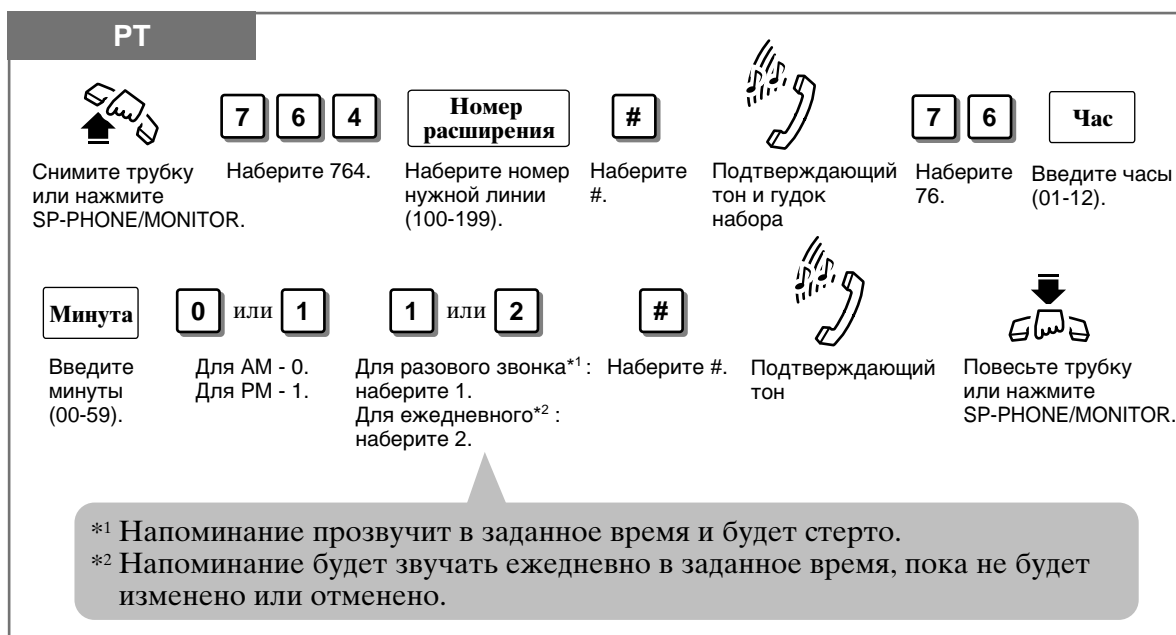 РТ
7 6 4 Номер расширения # 7 6 Час
Снимите трубку
или нажмите
SP-PHONE/MONITOR.
Наберите 764.
Наберите номер
нужной линии
(100-199).
Наберите
#.
Подтверждающий
тон и гудок
набора
Наберите
76.
Введите часы
(01-12).
Минута 0 или 1 1 или 2 #
Введите
минуты
(00-59).
Для AM - 0.
Для PM - 1.
Для разового звонка*1 :
наберите 1.
Для ежедневного*2 :
наберите 2.
Наберите #.
Подтверждающий
тон
Повесьте трубку
или нажмите
SP-PHONE/MONITOR.
*1 Напоминание прозвучит в заданное время и будет стерто.
*2 Напоминание будет звучать ежедневно в заданное время, пока не будет
изменено или отменено.